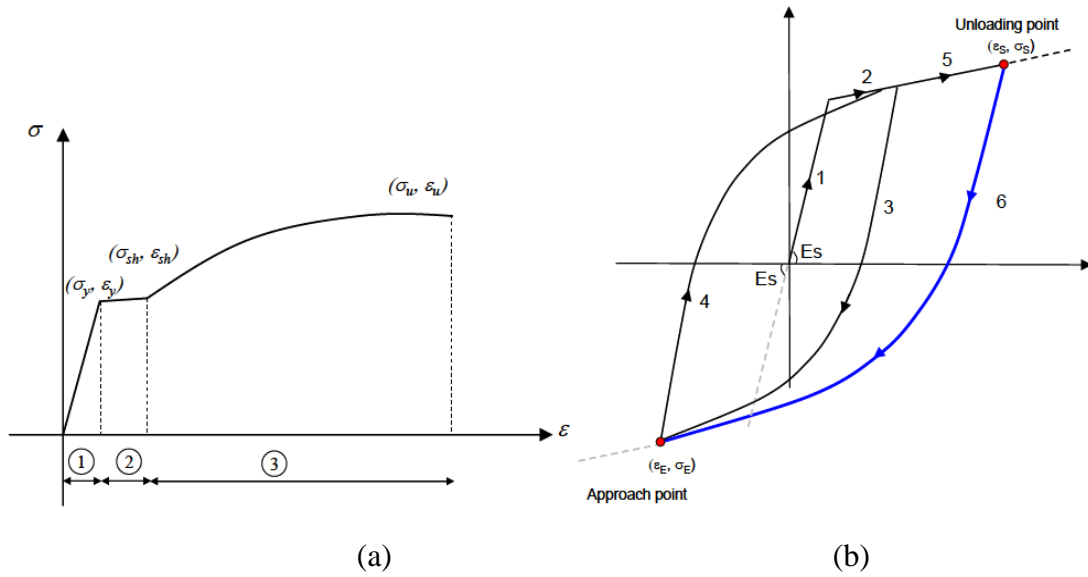 σ
(σu, εu)
(σsh, εsh)
(σy, εy)
ε
1
2
3
(a)
Unloading point
(εS, σS)
2
5
1
3
6
Es
Es
4
(εE, σE)
Approach point
(b)